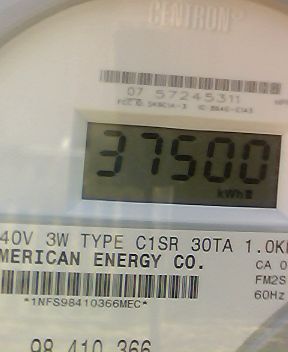 CENTRON®
07 57245311
37500
kWh
40V 3W TYPE C1SR 30TA 1.0K
MERICAN ENERGY CO.
CA 0
FM2S
60Hz
*1NFS98410366MEC*
98 410 366